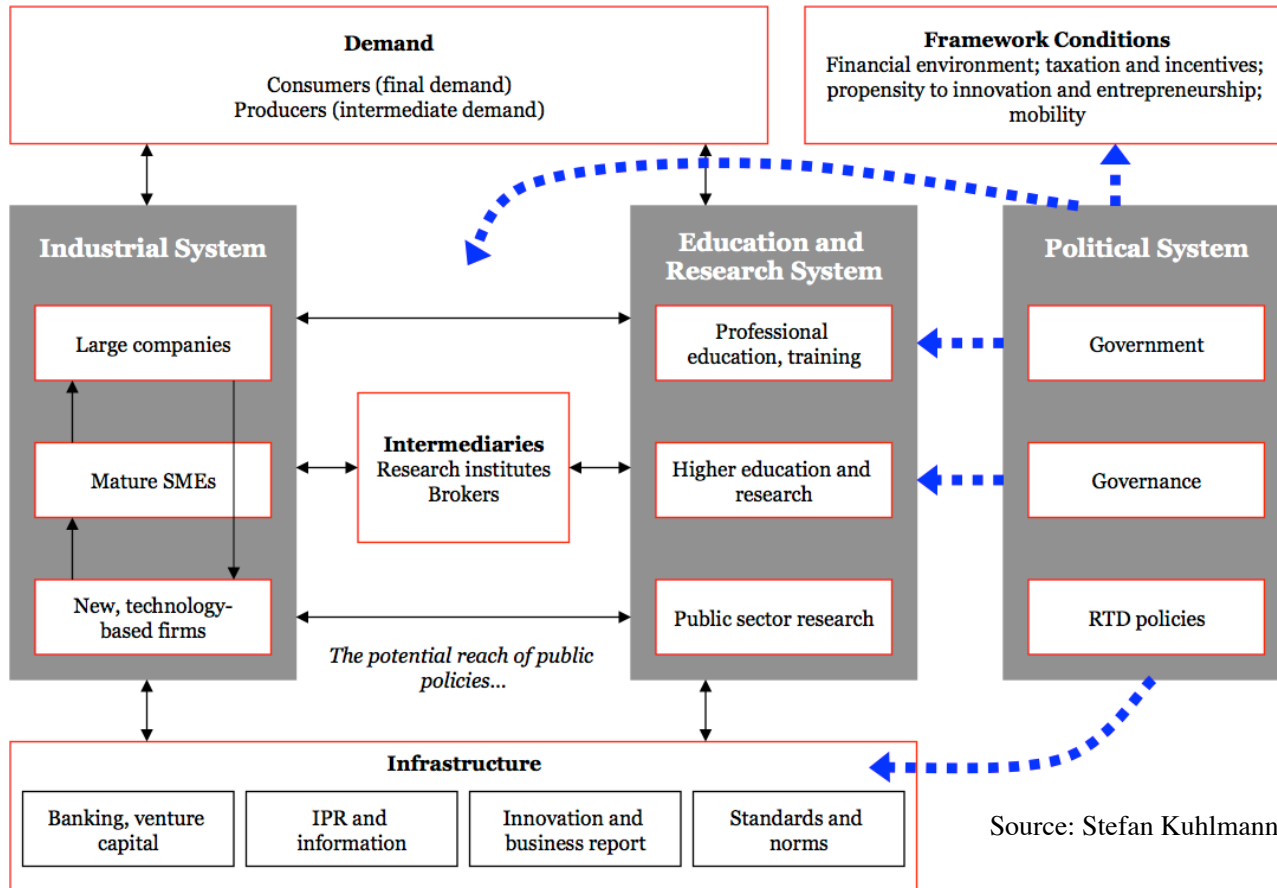 Demand
Consumers (final demand)
Producers (intermediate demand)
Framework Conditions
Financial environment; taxation and incentives;
propensity to innovation and entrepreneurship;
mobility
Industrial System
Large companies
Mature SMEs
New, technology-
based firms
Intermediaries
Research institutes
Brokers
The potential reach of public
policies...
Education and
Research System
Professional
education, training
Higher education and
research
Public sector research
Political System
Government
Governance
RTD policies
Infrastructure
Banking, venture
capital
IPR and
information
Innovation and
business report
Standards and
norms
Source: Stefan Kuhlmann